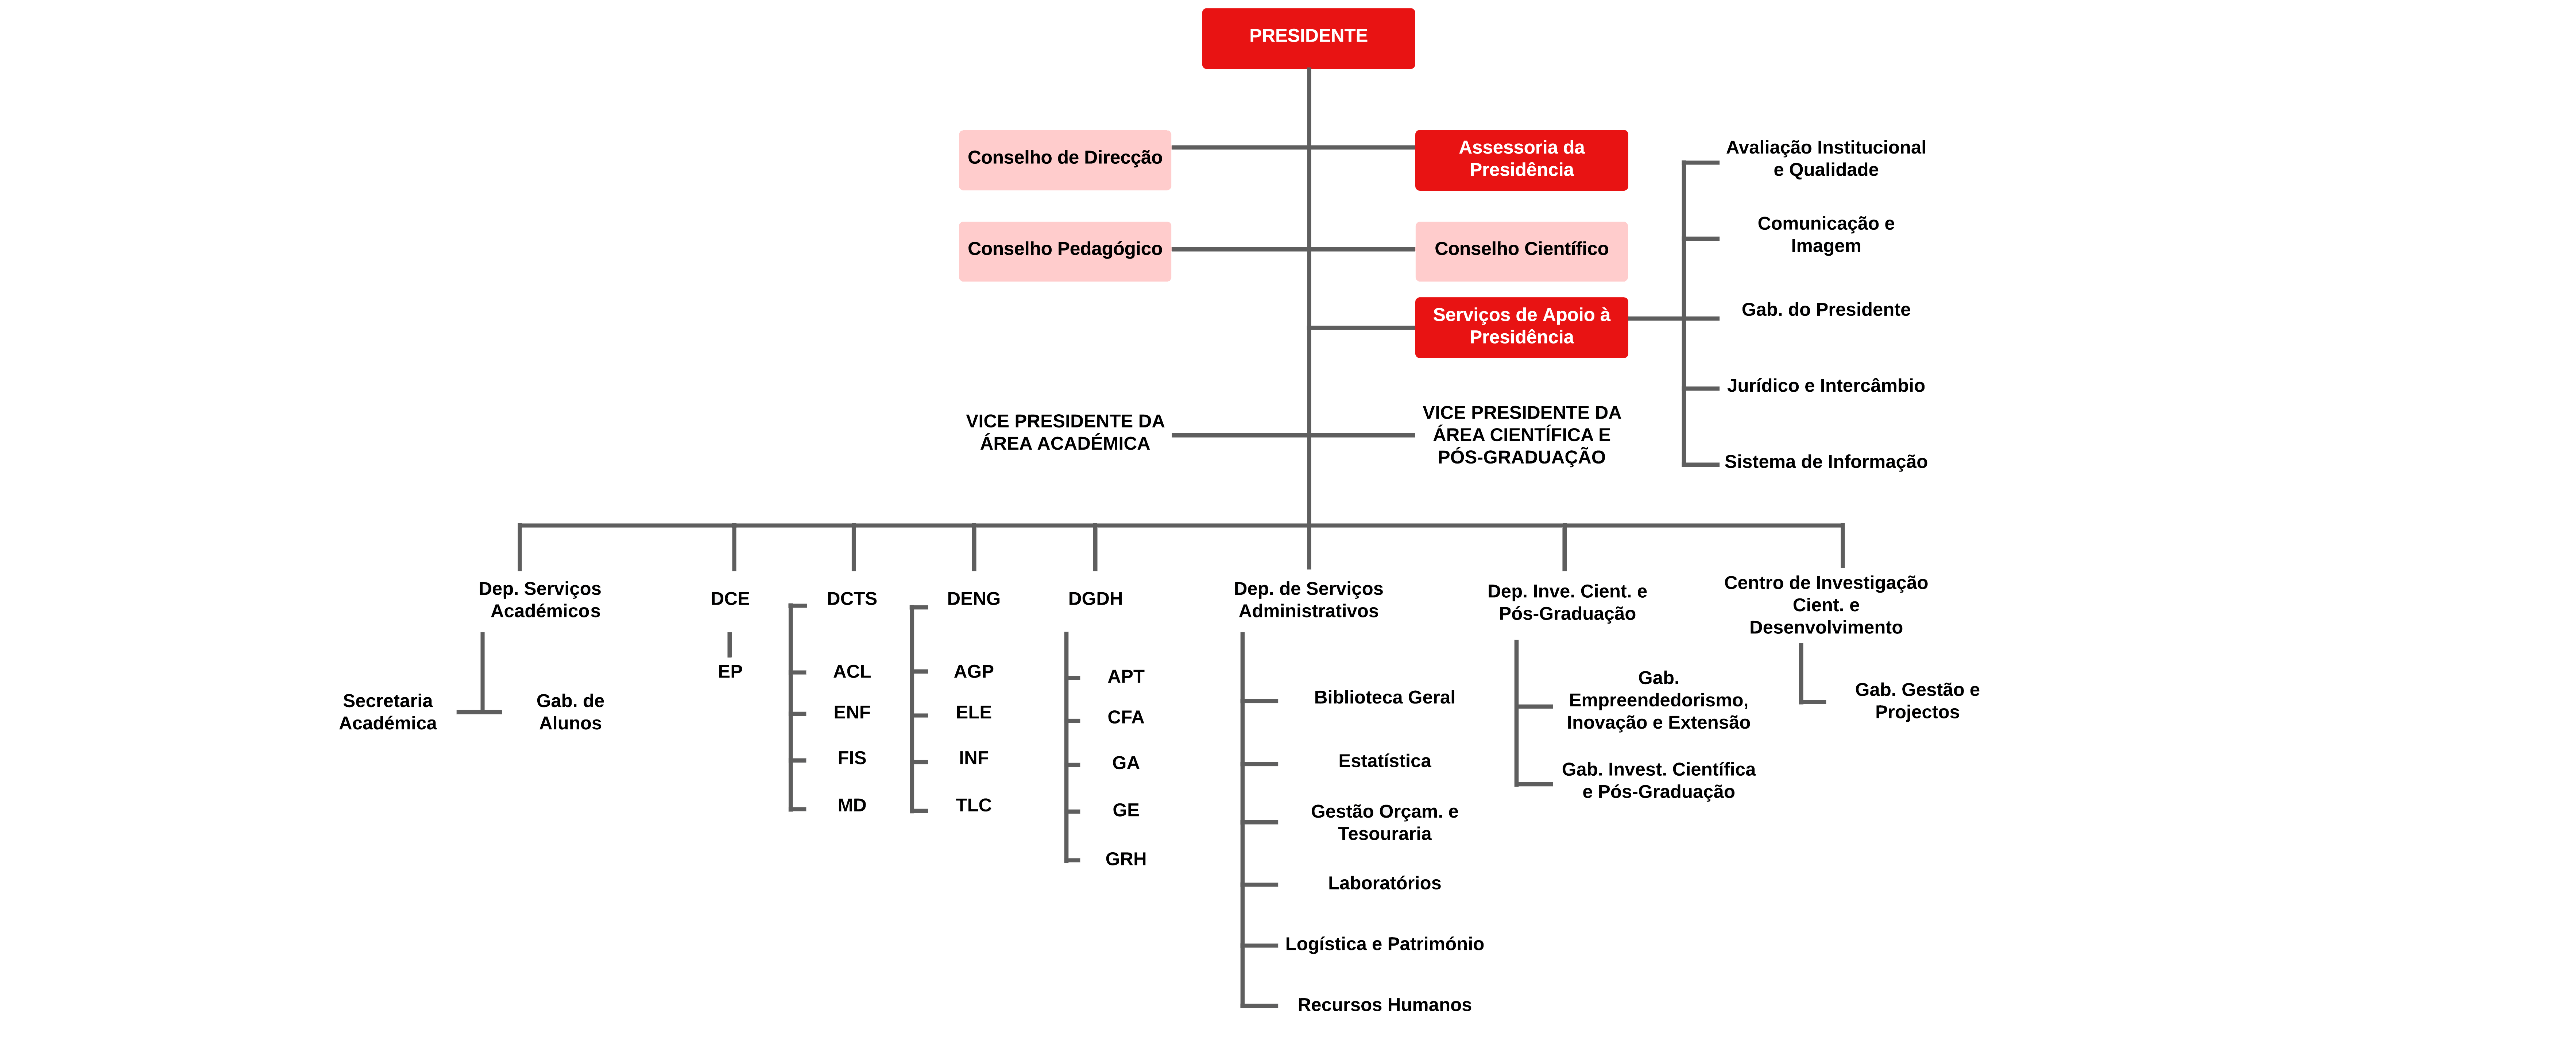 PRESIDENTE
Conselho de Direcção
Assessoria da
Presidência
Avaliação Institucional
e Qualidade
Comunicação e
Imagem
Conselho Pedagógico
Conselho Científico
Serviços de Apoio à
Presidência
Gab. do Presidente
Jurídico e Intercâmbio
Sistema de Informação
VICE PRESIDENTE DA
ÁREA ACADÉMICA
VICE PRESIDENTE DA
ÁREA CIENTÍFICA E
PÓS-GRADUAÇÃO
Dep. Serviços
Académicos
Secretaria
Académica
Gab. de
Alunos
DCE
EP
DCTS
ACL
ENF
FIS
MD
DENG
AGP
ELE
INF
TLC
DGDH
APT
CFA
GA
GE
GRH
Dep. de Serviços
Administrativos
Biblioteca Geral
Estatística
Gestão Orçam. e
Tesouraria
Laboratórios
Logística e Património
Recursos Humanos
Dep. Inve. Cient. e
Pós-Graduação
Gab.
Empreendedorismo,
Inovação e Extensão
Gab. Invest. Científica
e Pós-Graduação
Centro de Investigação
Cient. e
Desenvolvimento
Gab. Gestão e
Projectos